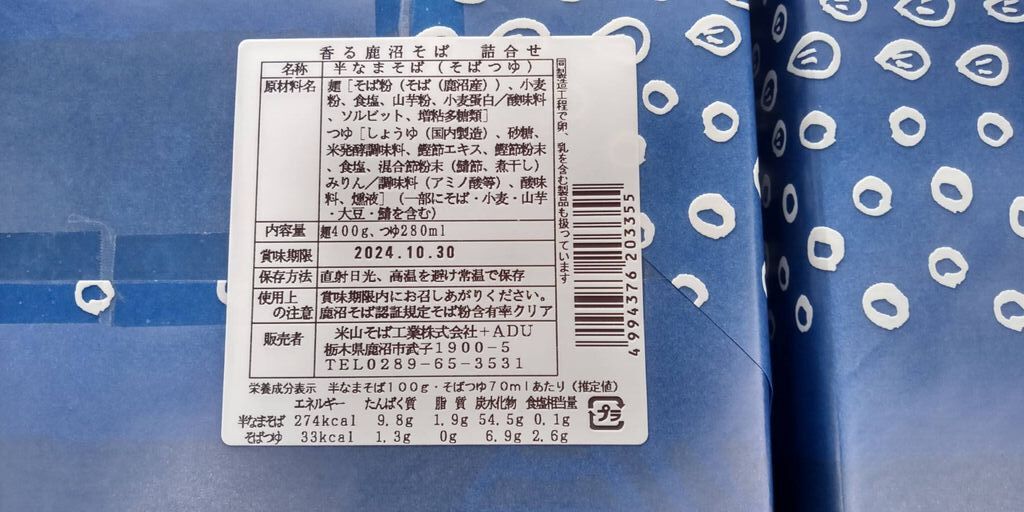 香る鹿沼そば 詰合せ
名称 半なまそば(そばつゆ)
原材料名 麺[そば粉(そば(鹿沼産))、小麦
粉、食塩、山芋粉、小麦蛋白/酸味料
、ソルビット、増粘多糖類]
つゆ[しょうゆ(国内製造)、砂糖、
米発酵調味料、鰹節エキス、鰹節粉末
、食塩、混合節粉末(鯖節、煮干し)
みりん/調味料(アミノ酸等)、酸味
料、燻液](一部にそば・小麦・山芋
・大豆・鯖を含む)
内容量 麺400g、つゆ280ml
賞味期限 2024.10.30
保存方法 直射日光、高温を避け常温で保存
使用上 賞味期限内にお召しあがりください。
の注意 鹿沼そば認証規定そば粉含有率クリア
販売者 米山そば工業株式会社+ADU
栃木県鹿沼市武子1900-5
TEL0289-65-3531
同製造工程で卵、乳を含む製品も扱っています
4994376203355
栄養成分表示 半なまそば100g・そばつゆ70mlあたり(推定値)
エネルギー たんぱく質 脂質 炭水化物 食塩相当量
半なまそば 274kcal 9.8g 1.9g 54.5g 0.1g
そばつゆ 33kcal 1.3g 0g 6.9g 2.6g
プラ